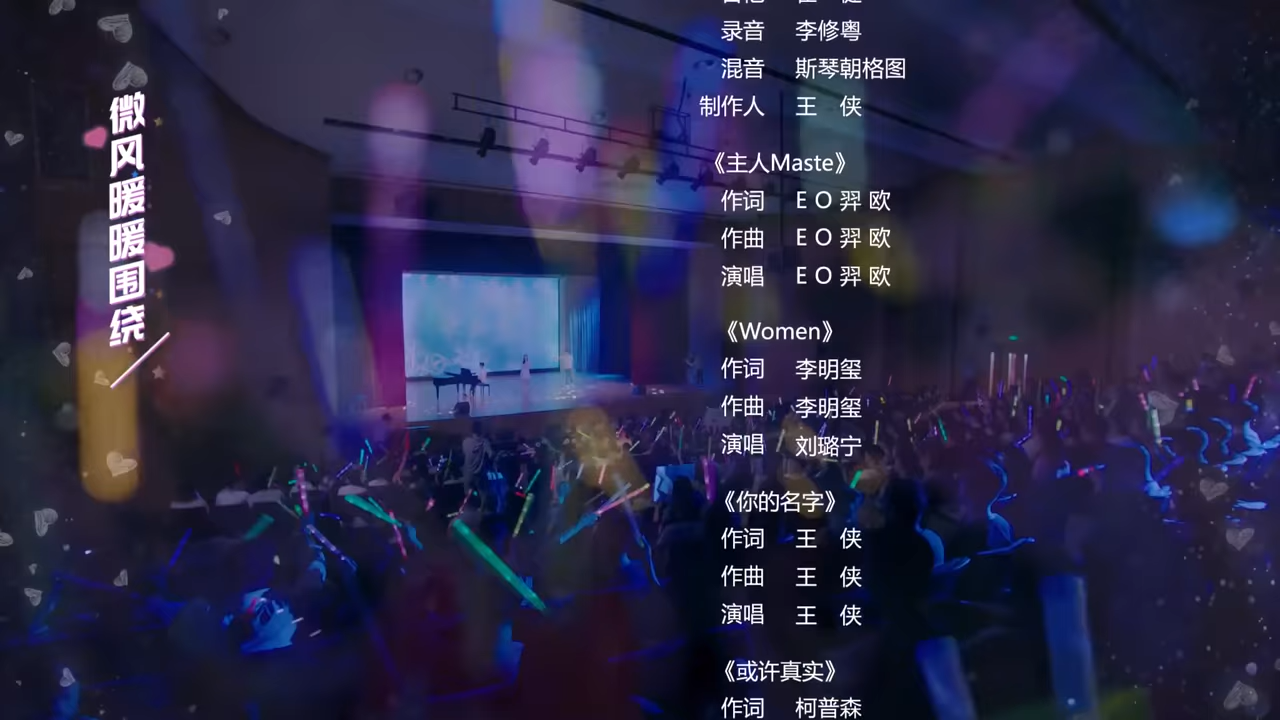 微风暖暖围绕
录音 李修粤
混音 斯琴朝格图
制作人 王 侠
《主人Maste》
作词 E O 羿 欧
作曲 E O 羿 欧
演唱 E O 羿 欧
《Women》
作词 李明玺
作曲 李明玺
演唱 刘璐宁
《你的名字》
作词 王 侠
作曲 王 侠
演唱 王 侠
《或许真实》
作词 柯普森